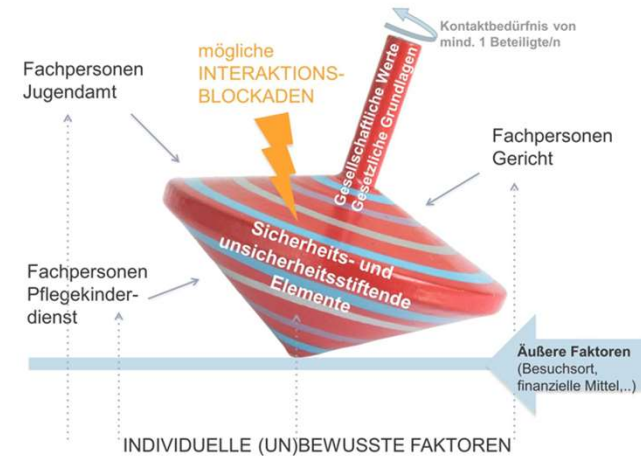 Kontaktbedürfnis von
mind. 1 Beteiligte/n
mögliche
INTERAKTIONS-
BLOCKADEN
Fachpersonen
Jugendamt
Gesellschaftliche Werte
Gesetzliche Grundlagen
Fachpersonen
Gericht
Sicherheits- und
unsicherheitsstiftende
Elemente
Fachpersonen
Pflegekinder-
dienst
Äußere Faktoren
(Besuchsort,
finanzielle Mittel,..)
INDIVIDUELLE (UN)BEWUSSTE FAKTOREN